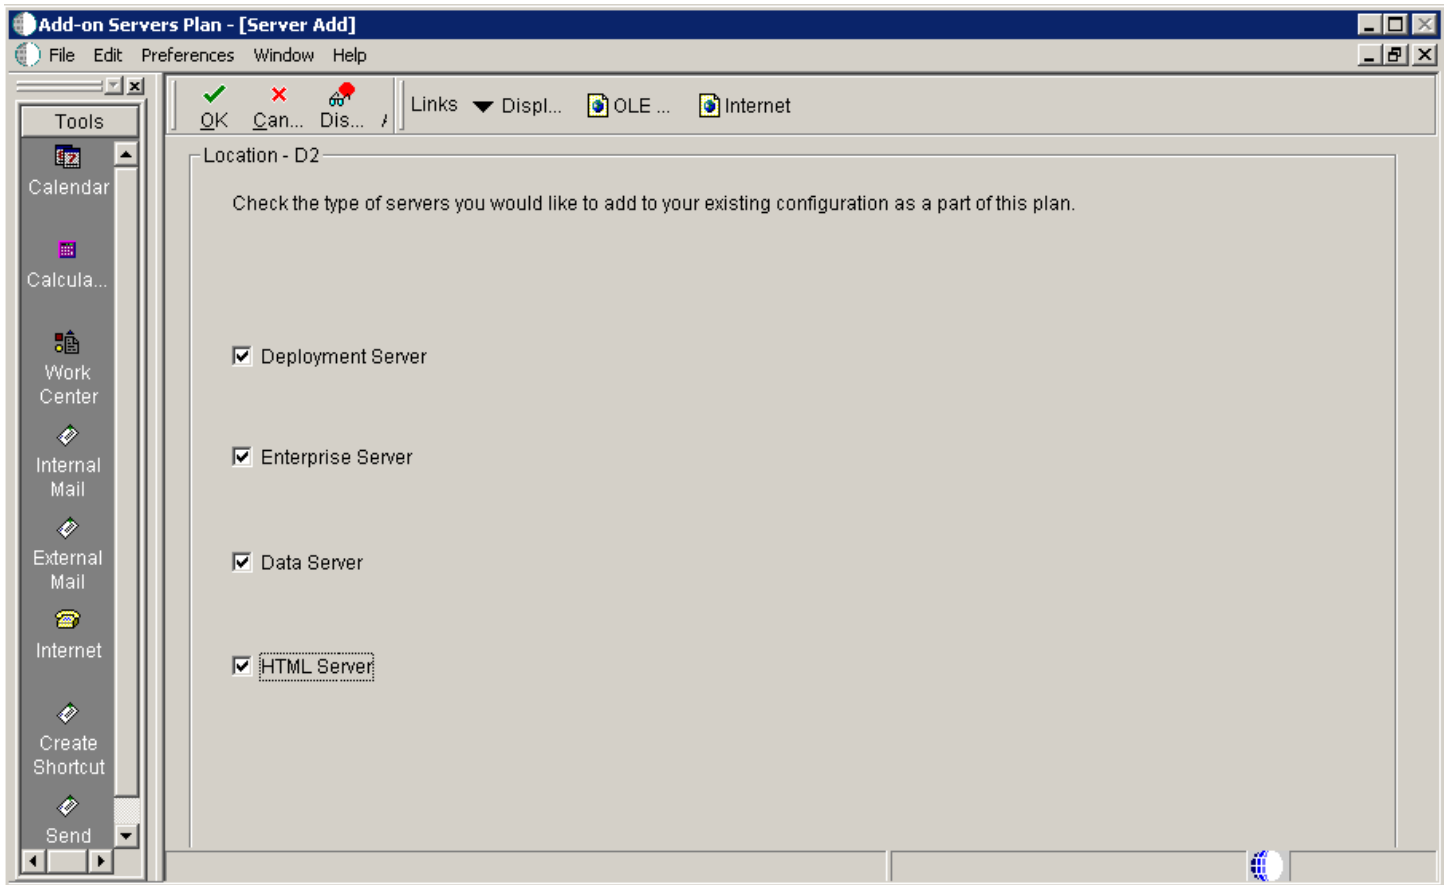 Add-on Servers Plan - [Server Add]
File Edit Preferences Window Help
OK Can... Dis... Links Displ... OLE ... Internet
Tools
Calendar
Calcula...
Work
Center
Internal
Mail
External
Mail
Internet
Create
Shortcut
Send
Location - D2
Check the type of servers you would like to add to your existing configuration as a part of this plan.
Deployment Server
Enterprise Server
Data Server
HTML Server